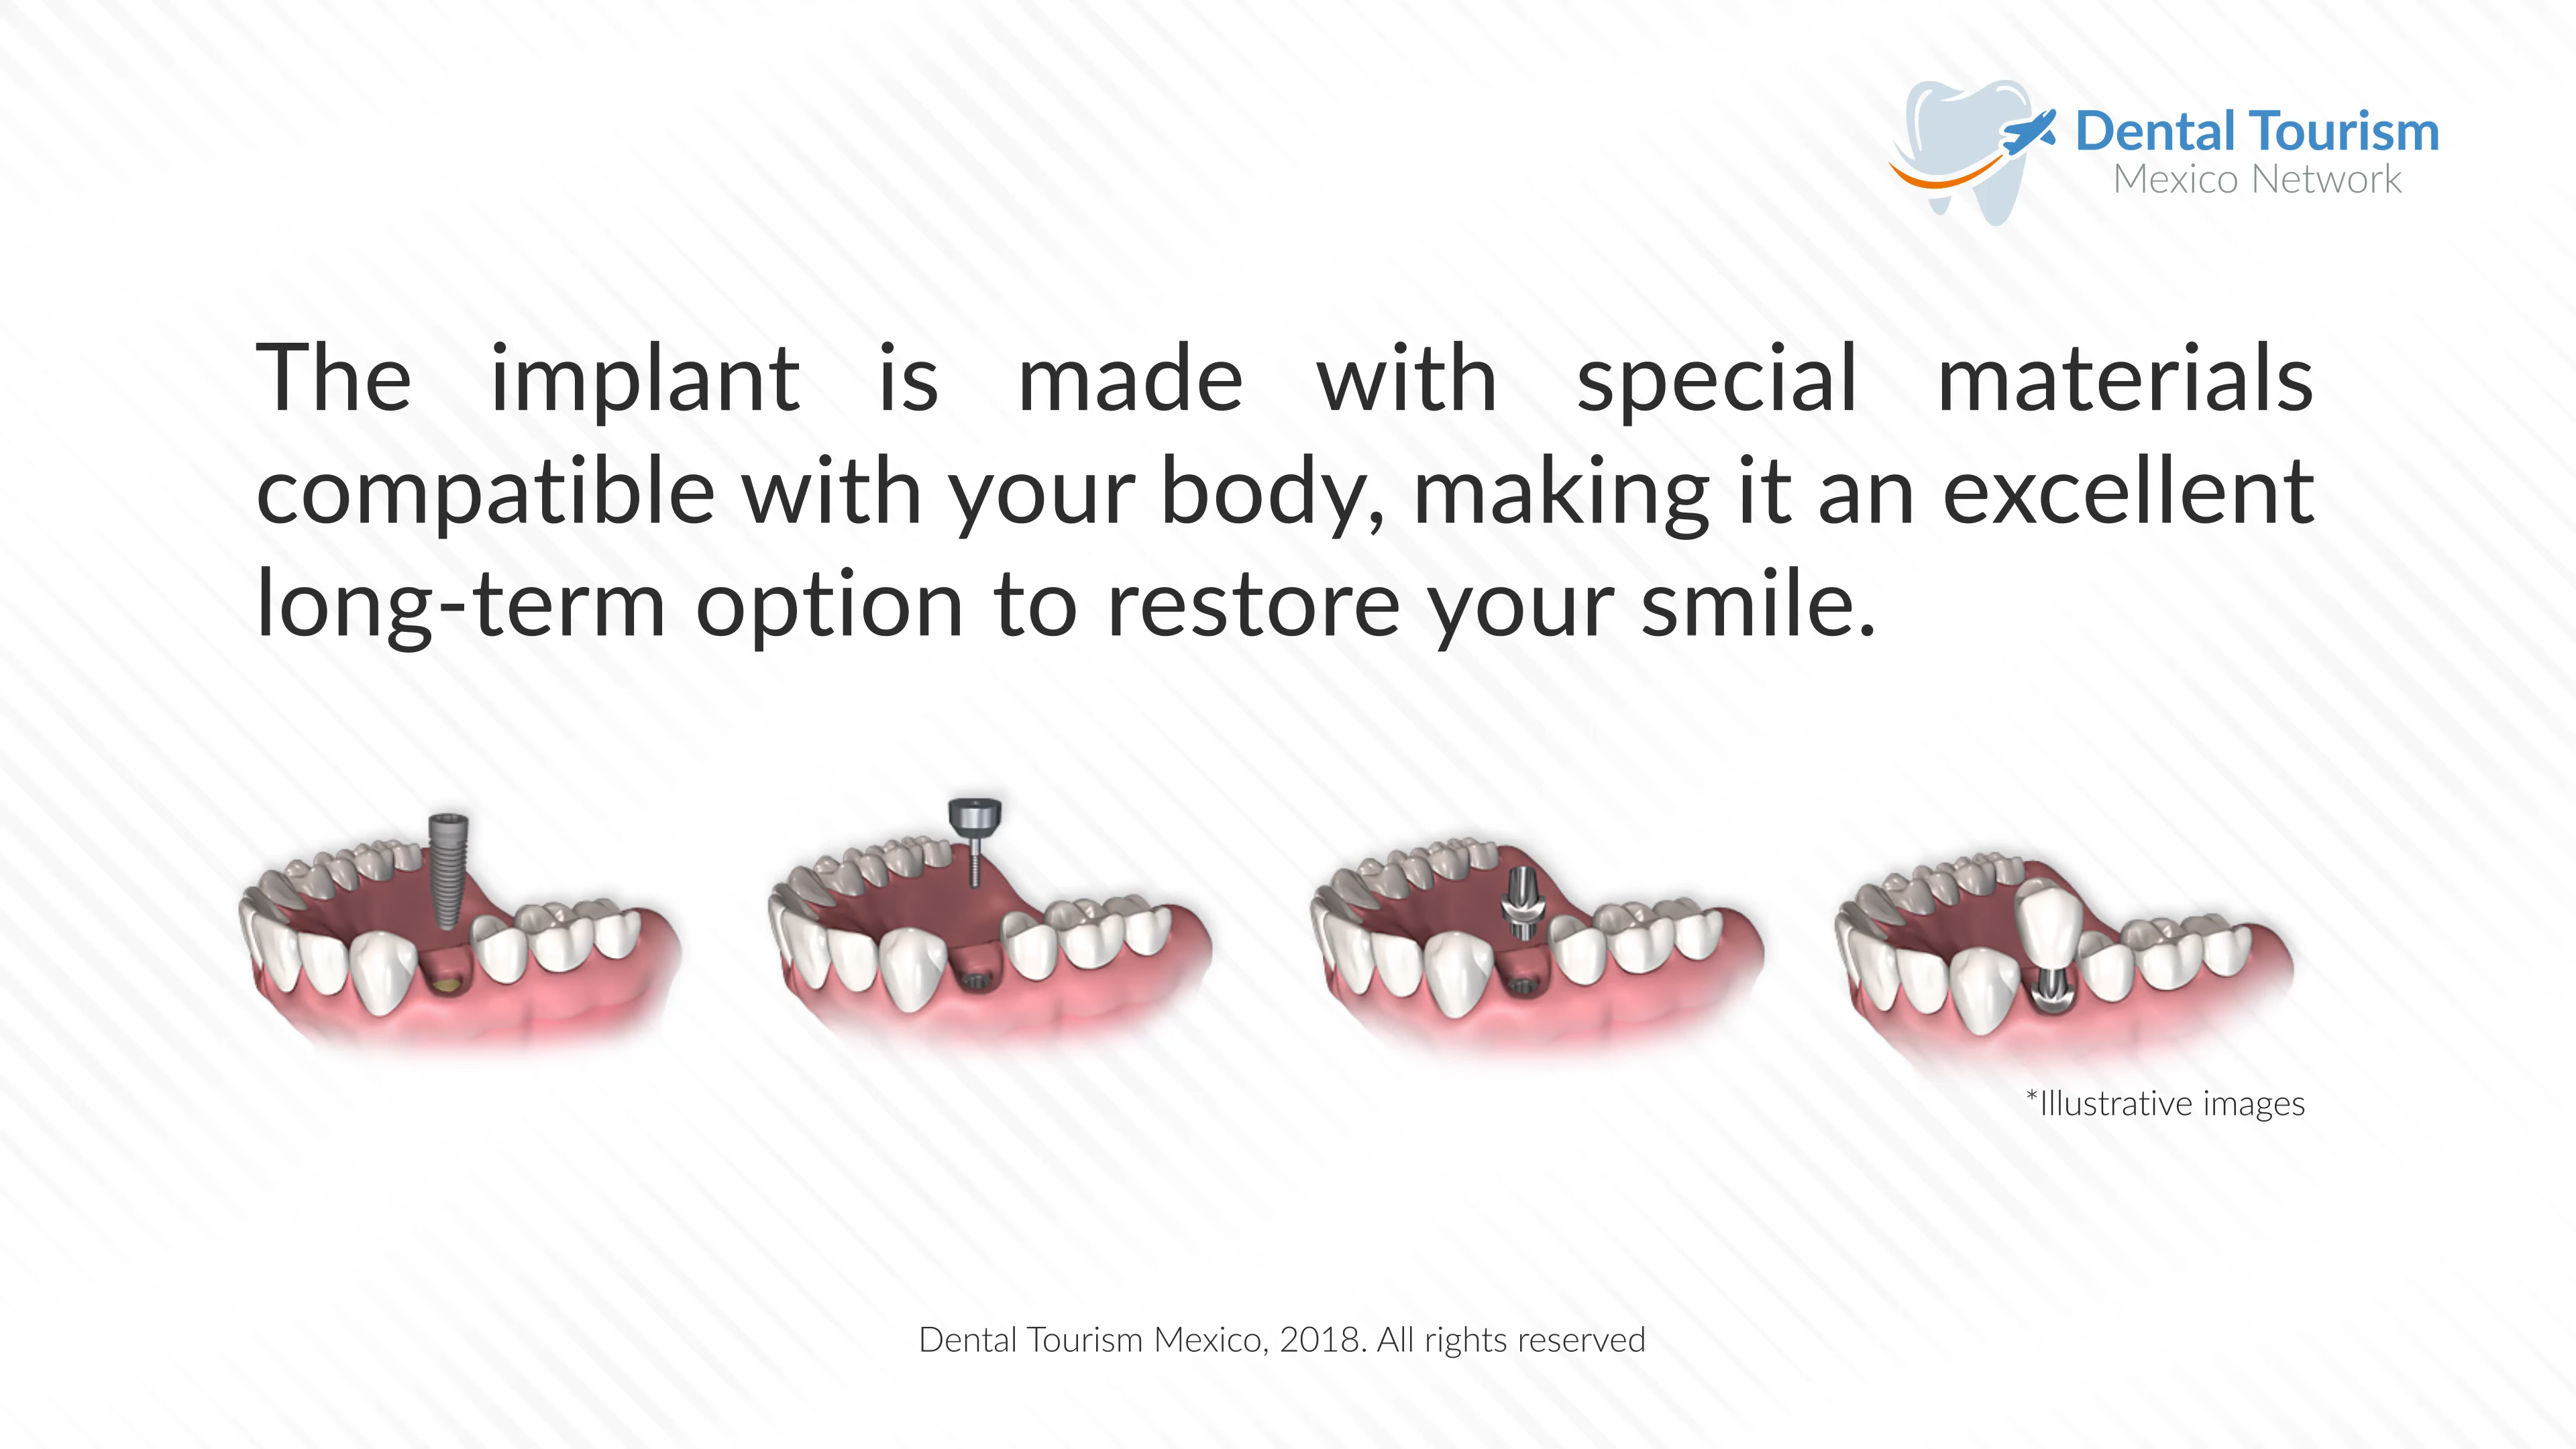 Dental Tourism
Mexico Network
The implant is made with special materials
compatible with your body, making it an excellent
long-term option to restore your smile.
*Illustrative images
Dental Tourism Mexico, 2018. All rights reserved